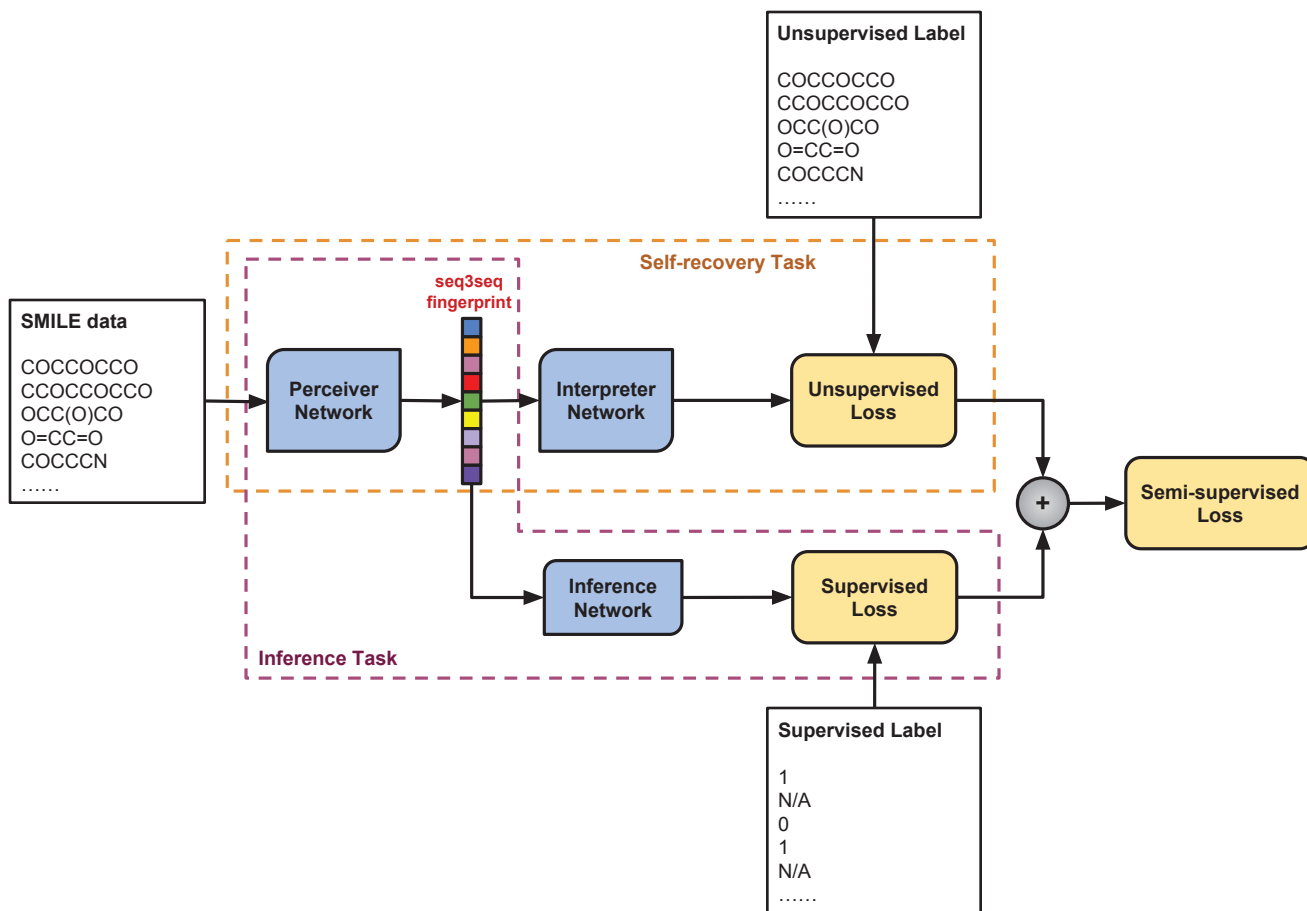 Unsupervised Label
COCCOCCO
CCOCCOCCO
OCC(O)CO
O=CC=O
COCCCN
......
Self-recovery Task
seq3seq
fingerprint
SMILE data
COCCOCCO
CCOCCOCCO
OCC(O)CO
O=CC=O
COCCCN
......
Perceiver
Network
Interpreter
Network
Unsupervised
Loss
+
Semi-supervised
Loss
Inference
Network
Supervised
Loss
Inference Task
Supervised Label
1
N/A
0
1
N/A
......